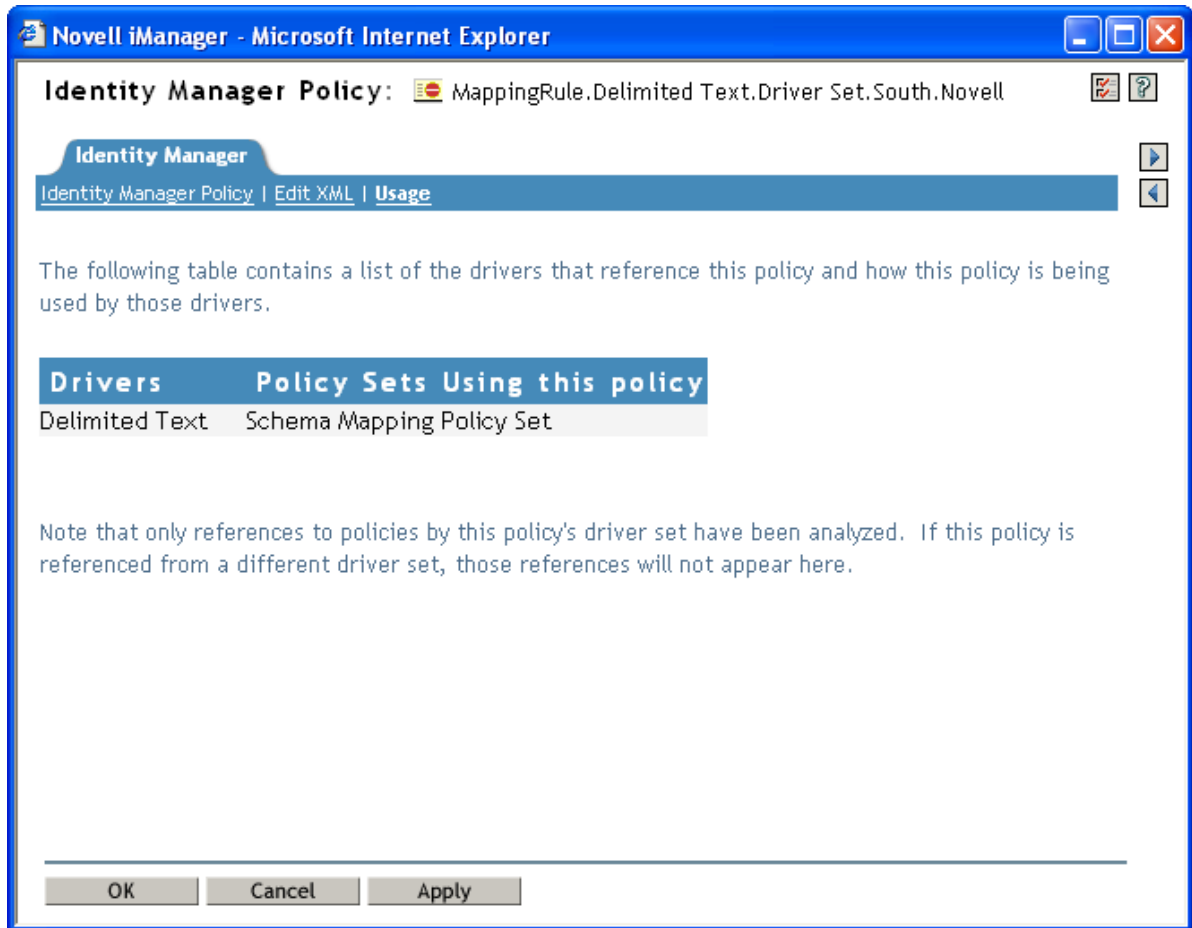 Novell iManager - Microsoft Internet Explorer
Identity Manager Policy: MappingRule.Delimited Text.Driver Set.South.Novell
Identity Manager
Identity Manager Policy | Edit XML | Usage
The following table contains a list of the drivers that reference this policy and how this policy is being
used by those drivers.
Drivers Policy Sets Using this policy
Delimited Text Schema Mapping Policy Set
Note that only references to policies by this policy's driver set have been analyzed. If this policy is
referenced from a different driver set, those references will not appear here.
OK Cancel Apply